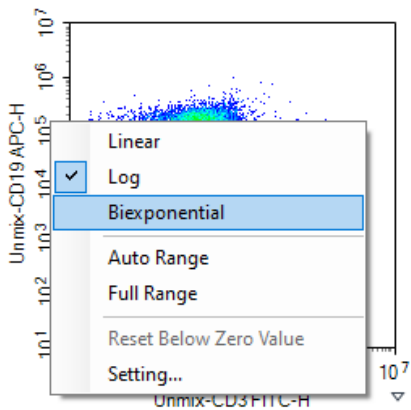 10^7
10^6
10^5
10^4
10^3
10^2
10^1
Unmix-CD19 APC-H
Linear
Log
Biexponential
Auto Range
Full Range
Reset Below Zero Value
Setting...
10^7
Unmix-CD3 FITC-H